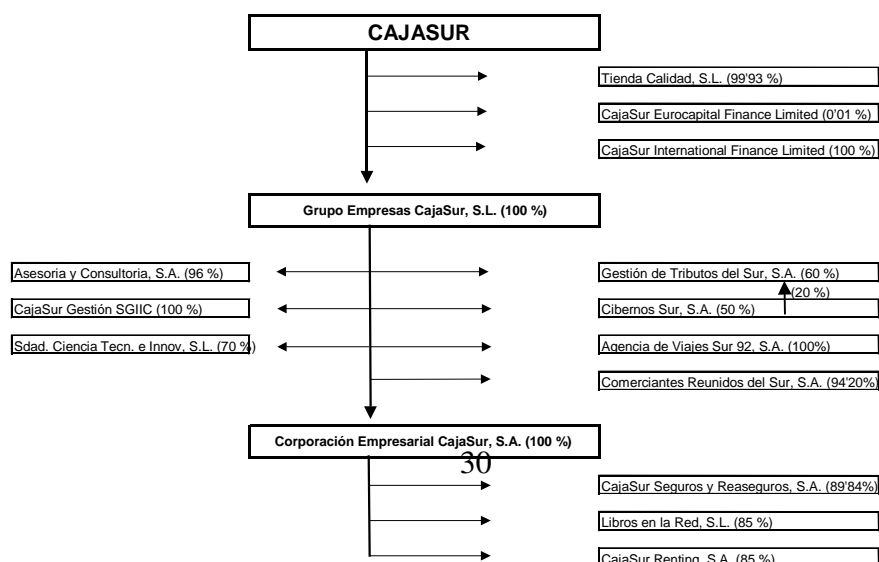 CAJASUR
Tienda Calidad, S.L. (99'93 %)
CajaSur Eurocapital Finance Limited (0'01 %)
CajaSur International Finance Limited (100 %)
Grupo Empresas CajaSur, S.L. (100 %)
Asesoria y Consultoria, S.A. (96 %)
Gestión de Tributos del Sur, S.A. (60 %)
(20 %)
CajaSur Gestión SGIIC (100 %)
Cibernos Sur, S.A. (50 %)
Sdad. Ciencia Tecn. e Innov, S.L. (70 %)
Agencia de Viajes Sur 92, S.A. (100%)
Comerciantes Reunidos del Sur, S.A. (94'20%)
Corporación Empresarial CajaSur, S.A. (100 %)
30
CajaSur Seguros y Reaseguros, S.A. (89'84%)
Libros en la Red, S.L. (85 %)
CajaSur Renting, S.A. (85 %)